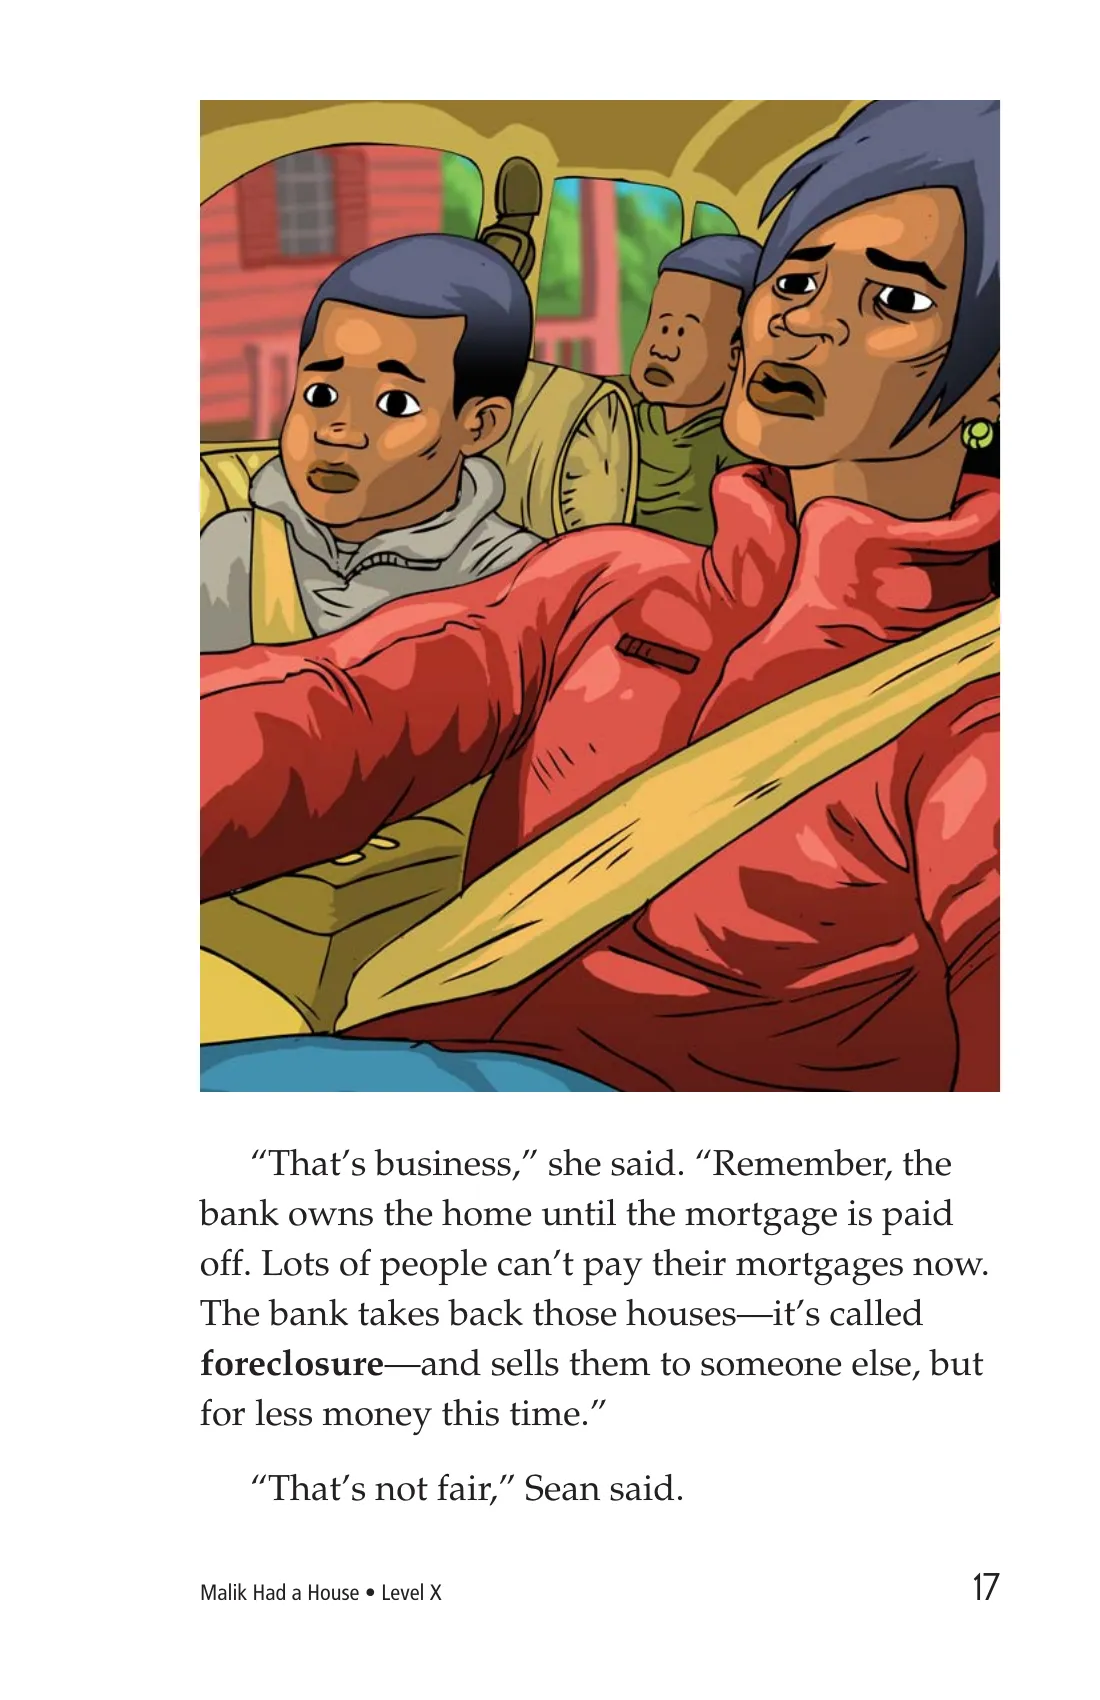 “That’s business,” she said. “Remember, the
bank owns the home until the mortgage is paid
off. Lots of people can’t pay their mortgages now.
The bank takes back those houses—it’s called
foreclosure—and sells them to someone else, but
for less money this time.”
“That’s not fair,” Sean said.
Malik Had a House • Level X
17